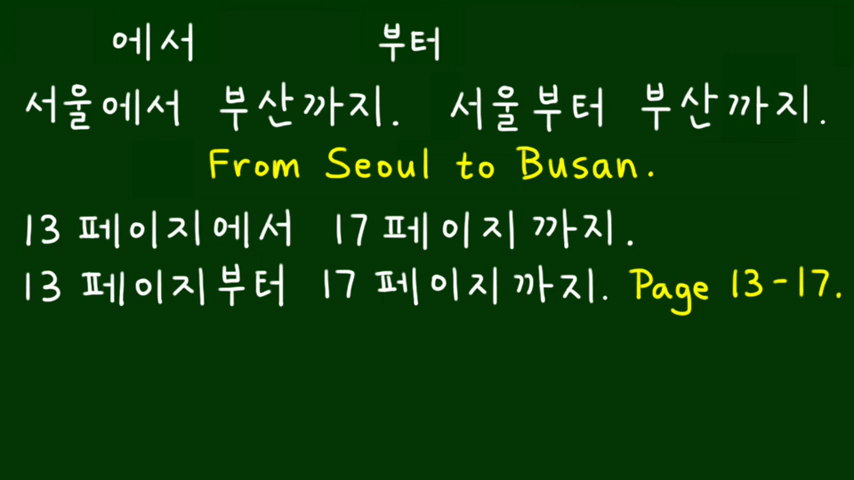 에서 부터
서울에서 부산까지. 서울부터 부산까지.
From Seoul to Busan.
13 페이지에서 17 페이지까지.
13 페이지부터 17 페이지까지. Page 13-17.